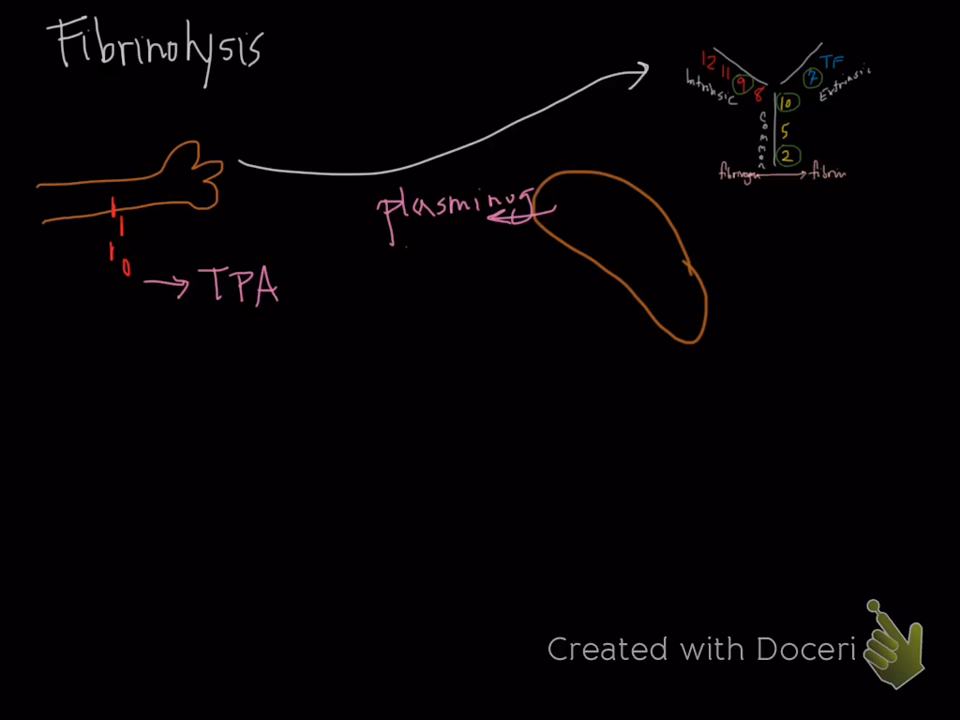 Fibrinolysis
12
11
9
8
Intrinsic
TF
7
Extrinsic
10
5
2
Common
fibrinogen → fibrin
plasminog
→ TPA
Created with Doceri